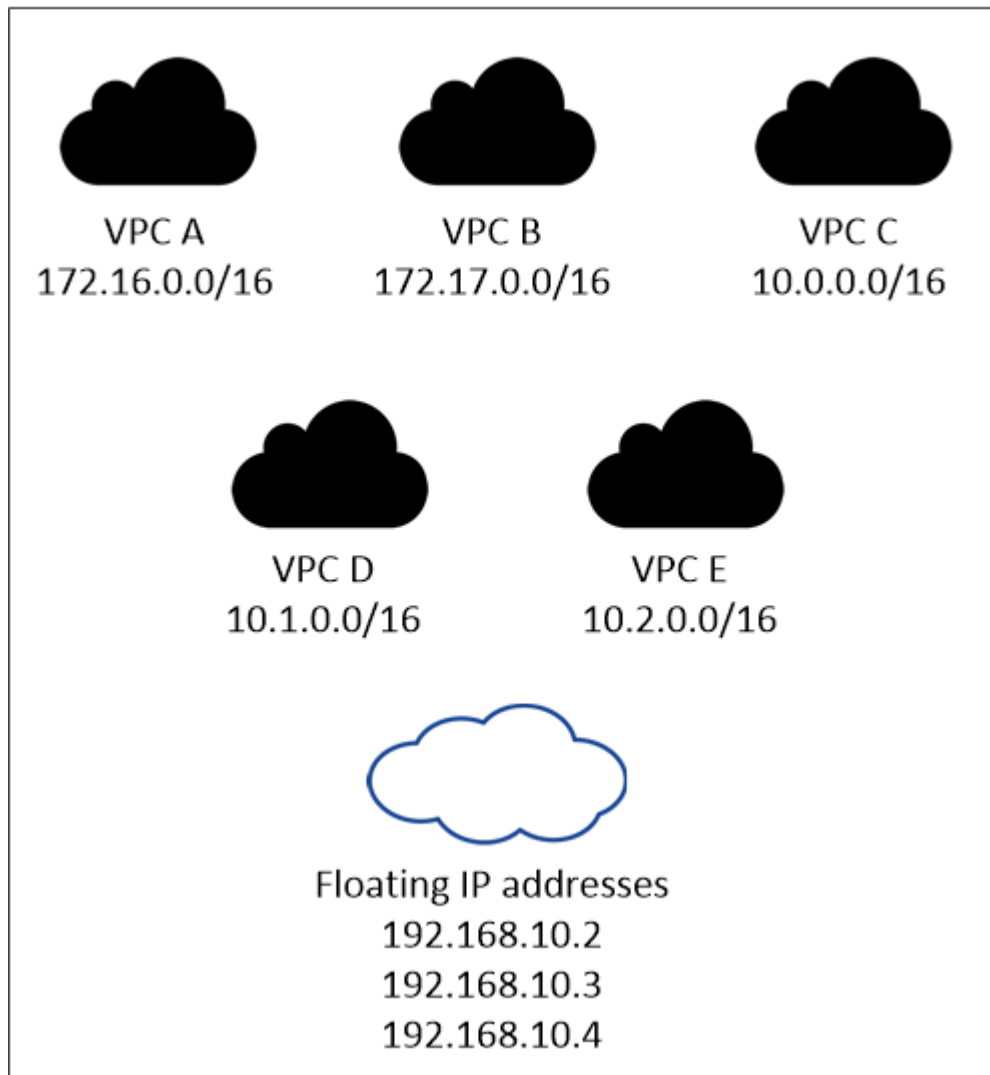 VPC A
172.16.0.0/16
VPC B
172.17.0.0/16
VPC C
10.0.0.0/16
VPC D
10.1.0.0/16
VPC E
10.2.0.0/16
Floating IP addresses
192.168.10.2
192.168.10.3
192.168.10.4